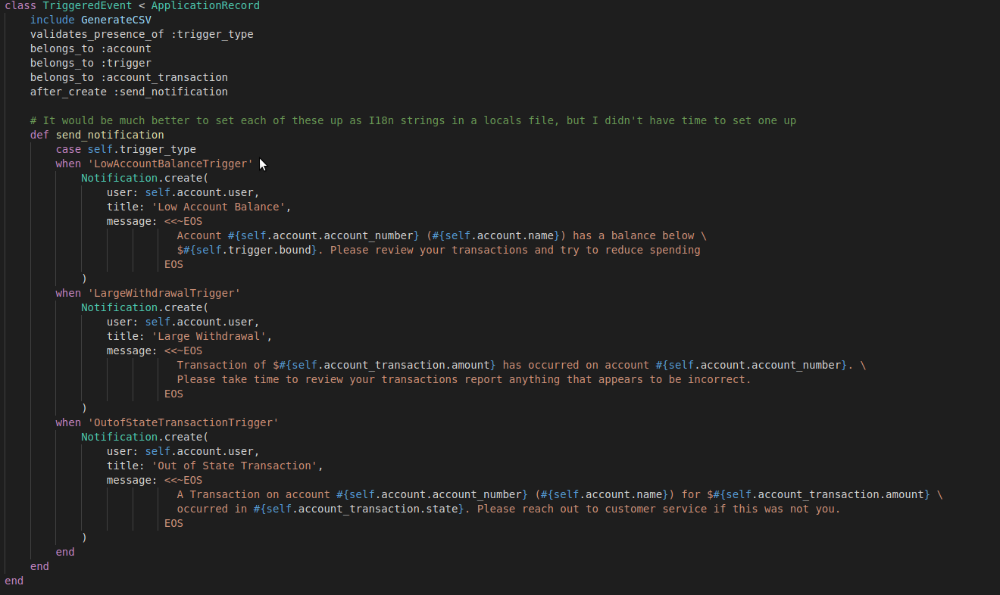 class TriggeredEvent < ApplicationRecord
    include GenerateCSV
    validates_presence_of :trigger_type
    belongs_to :account
    belongs_to :trigger
    belongs_to :account_transaction
    after_create :send_notification

    # It would be much better to set each of these up as I18n strings in a locals file, but I didn't have time to set one up
    def send_notification
        case self.trigger_type
        when 'LowAccountBalanceTrigger'
            Notification.create(
                user: self.account.user,
                title: 'Low Account Balance',
                message: <<~EOS
                           Account #{self.account.account_number} (#{self.account.name}) has a balance below \
                           $#{self.trigger.bound}. Please review your transactions and try to reduce spending
                         EOS
            )
        when 'LargeWithdrawalTrigger'
            Notification.create(
                user: self.account.user,
                title: 'Large Withdrawal',
                message: <<~EOS
                           Transaction of $#{self.account_transaction.amount} has occurred on account #{self.account.account_number}. \
                           Please take time to review your transactions report anything that appears to be incorrect.
                         EOS
            )
        when 'OutofStateTransactionTrigger'
            Notification.create(
                user: self.account.user,
                title: 'Out of State Transaction',
                message: <<~EOS
                           A Transaction on account #{self.account.account_number} (#{self.account.name}) for $#{self.account_transaction.amount} \
                           occurred in #{self.account_transaction.state}. Please reach out to customer service if this was not you.
                         EOS
            )
        end
    end
end